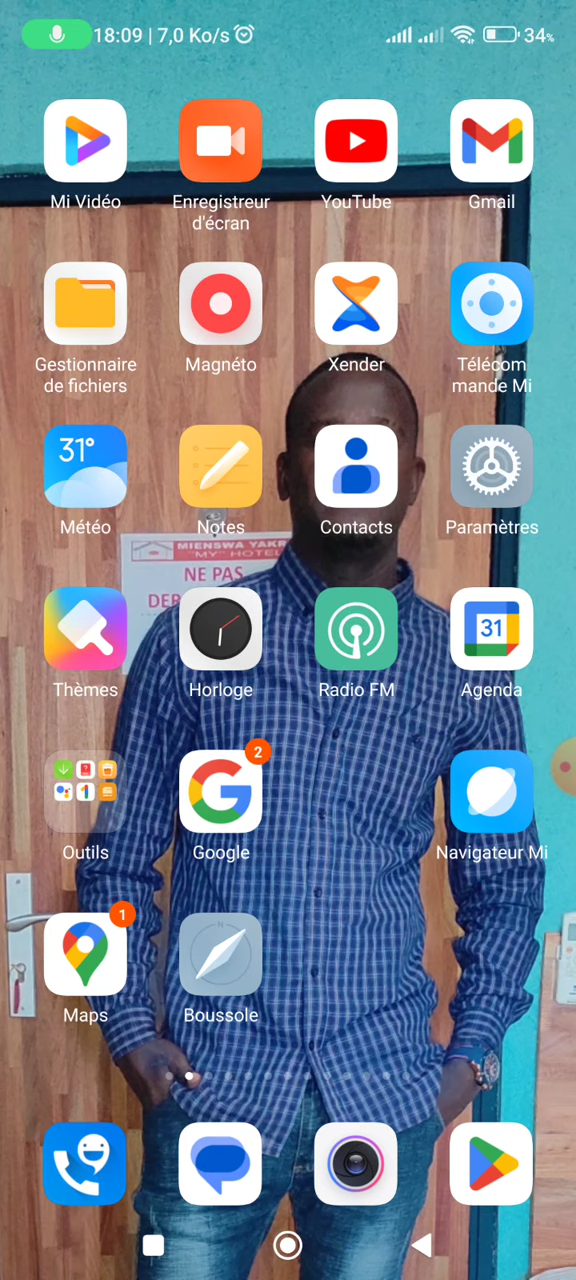 18:09 | 7,0 Ko/s
34%
Mi Vidéo
Enregistreur
d'écran
YouTube
Gmail
Gestionnaire
de fichiers
Magnéto
Xender
Télécom
mande Mi
31°
Météo
Notes
Contacts
Paramètres
MIENSWA YAKR
"MY" HOTEL
NE PAS
DER
31
Thèmes
Horloge
Radio FM
Agenda
2
Outils
Google
Navigateur Mi
1
N
Maps
Boussole